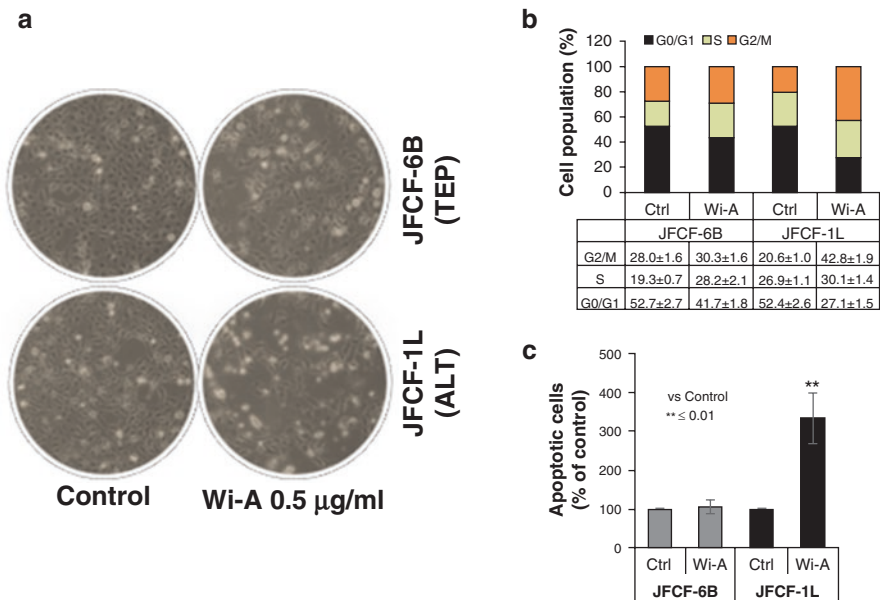 a
JFCF-6B
(TEP)
JFCF-1L
(ALT)
Control
Wi-A 0.5 μg/ml
b
G0/G1 S G2/M
Cell population (%)
120
100
80
60
40
20
0
Ctrl Wi-A Ctrl Wi-A
JFCF-6B JFCF-1L
G2/M 28.0±1.6 30.3±1.6 20.6±1.0 42.8±1.9
S 19.3±0.7 28.2±2.1 26.9±1.1 30.1±1.4
G0/G1 52.7±2.7 41.7±1.8 52.4±2.6 27.1±1.5
c
Apoptotic cells
(% of control)
500
400
300
200
100
0
vs Control
** ≤ 0.01
**
Ctrl Wi-A Ctrl Wi-A
JFCF-6B JFCF-1L